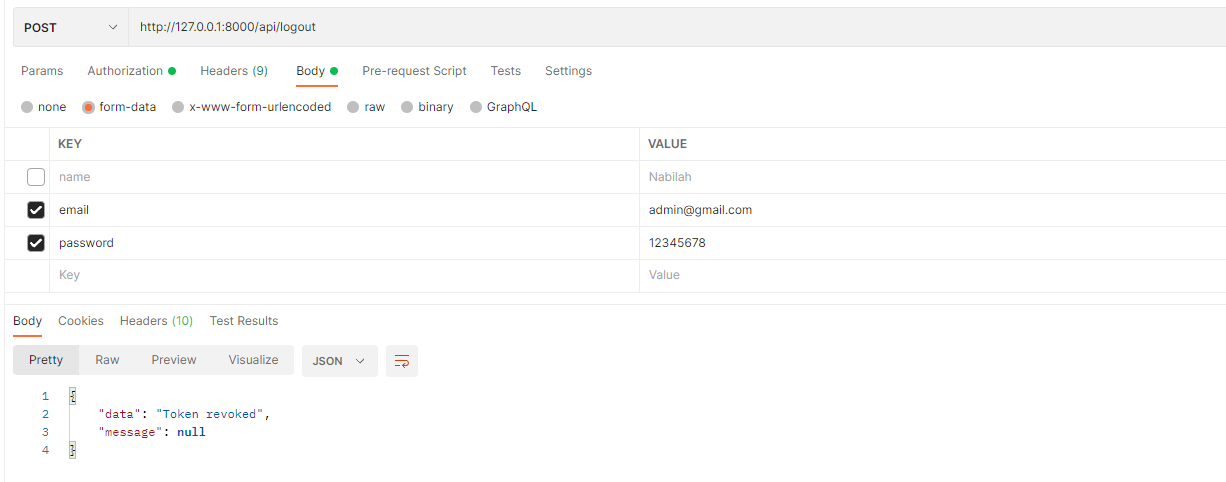 POST http://127.0.0.1:8000/api/logout
Params Authorization Headers (9) Body Pre-request Script Tests Settings
none form-data x-www-form-urlencoded raw binary GraphQL
KEY VALUE
name Nabilah
email admin@gmail.com
password 12345678
Key Value
Body Cookies Headers (10) Test Results
Pretty Raw Preview Visualize JSON
1 {
2 "data": "Token revoked",
3 "message": null
4 }